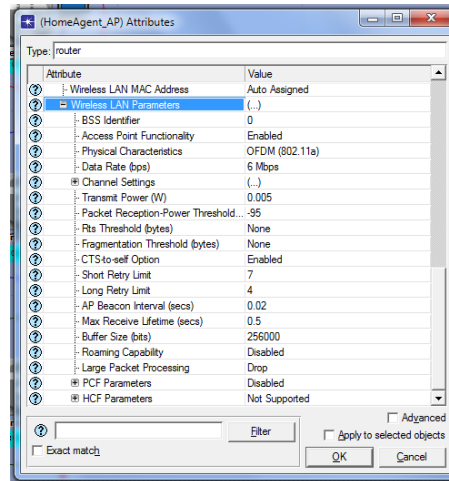 (HomeAgent_AP) Attributes
Type: router
Attribute Value
Wireless LAN MAC Address Auto Assigned
Wireless LAN Parameters (...)
BSS Identifier 0
Access Point Functionality Enabled
Physical Characteristics OFDM (802.11a)
Data Rate (bps) 6 Mbps
Channel Settings (...)
Transmit Power (W) 0.005
Packet Reception-Power Threshold... -95
Rts Threshold (bytes) None
Fragmentation Threshold (bytes) None
CTS-to-self Option Enabled
Short Retry Limit 7
Long Retry Limit 4
AP Beacon Interval (secs) 0.02
Max Receive Lifetime (secs) 0.5
Buffer Size (bits) 256000
Roaming Capability Disabled
Large Packet Processing Drop
PCF Parameters Disabled
HCF Parameters Not Supported
Advanced
Filter
Apply to selected objects
Exact match
OK Cancel